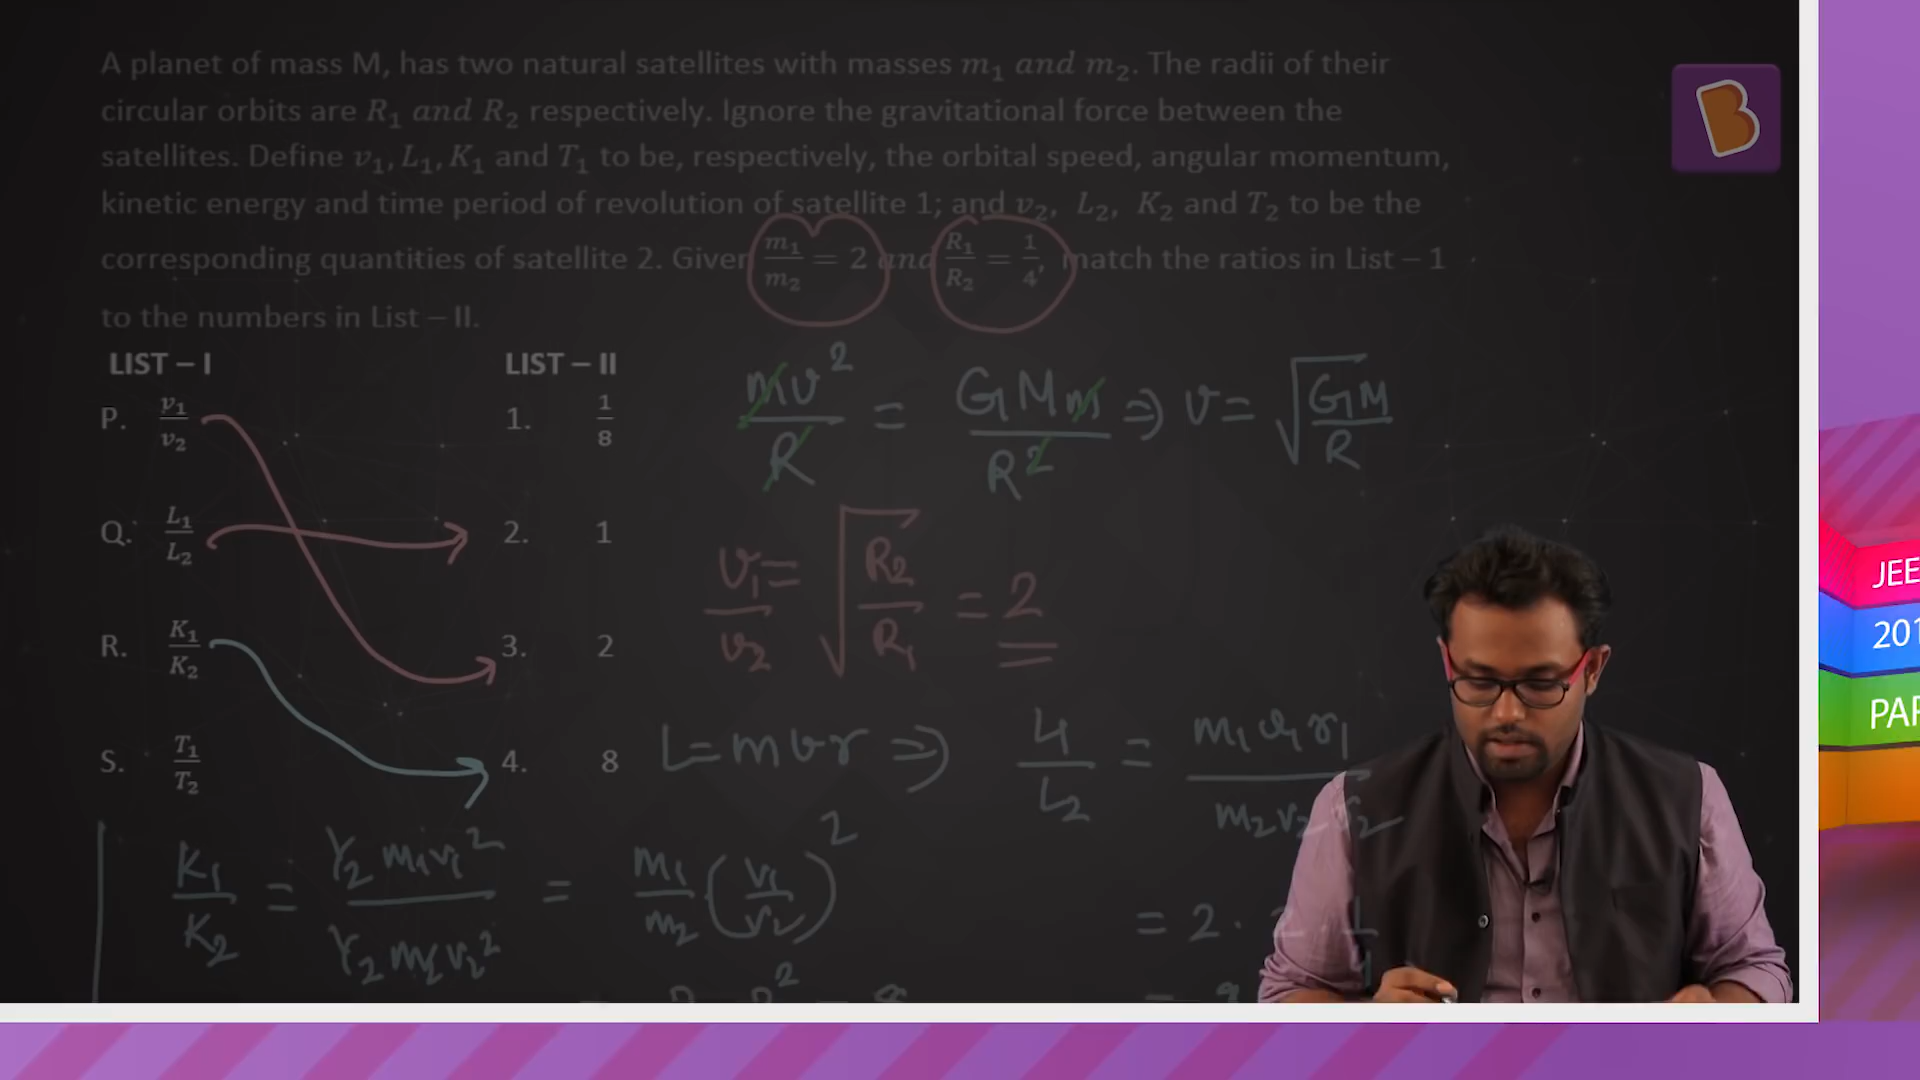 A planet of mass M, has two natural satellites with masses m₁ and m₂. The radii of their
circular orbits are R₁ and R₂ respectively. Ignore the gravitational force between the
satellites. Define v₁, L₁, K₁ and T₁ to be, respectively, the orbital speed, angular momentum,
kinetic energy and time period of revolution of satellite 1; and v₂, L₂, K₂ and T₂ to be the
corresponding quantities of satellite 2. Given m₁/m₂ = 2 and R₁/R₂ = 1/4, match the ratios in List – 1
to the numbers in List – II.
LIST – I LIST – II
P. v₁/v₂ 1. 1/8
mv²/R = GMm/R² ⇒ v = √(GM/R)
Q. L₁/L₂ 2. 1
v₁/v₂ = √(R₂/R₁) = 2
R. K₁/K₂ 3. 2
S. T₁/T₂ 4. 8
L = mvr ⇒ L₁/L₂ = m₁v₁r₁/m₂v₂r₂
K₁/K₂ = ½m₁v₁²/½m₂v₂² = m₁/m₂ (v₁/v₂)²
= 2 · 2 · 1/4
B
JEE
201
PAP